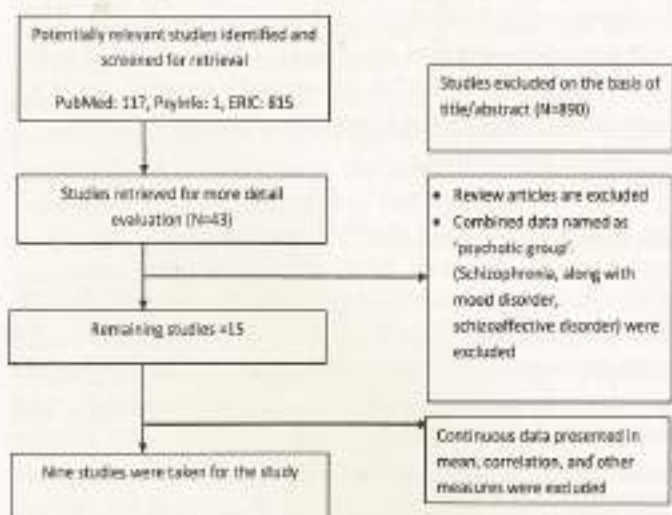 Potentially relevant studies identified and
screened for retrieval
PubMed: 117, PsyInfo: 1, ERIC: 815
Studies excluded on the basis of
title/abstract (N=890)
Studies retrieved for more detail
evaluation (N=43)
• Review articles are excluded
• Combined data named as
'psychotic group'
(Schizophrenia, along with
mood disorder,
schizoaffective disorder) were
excluded
Remaining studies =15
Continuous data presented in
mean, correlation, and other
measures were excluded
Nine studies were taken for the study